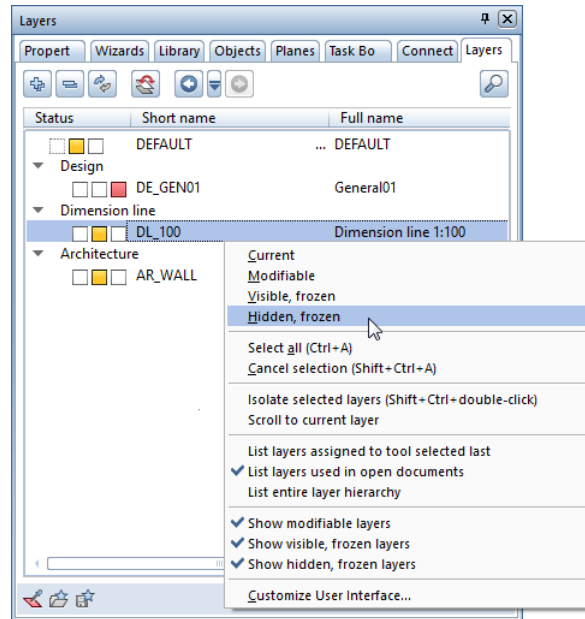 Layers
Propert Wizards Library Objects Planes Task Bo Connect Layers
Status Short name Full name
DEFAULT ... DEFAULT
Design
DE_GEN01 General01
Dimension line
DL_100 Dimension line 1:100
Architecture
AR_WALL
Current
Modifiable
Visible, frozen
Hidden, frozen
Select all (Ctrl+A)
Cancel selection (Shift+Ctrl+A)
Isolate selected layers (Shift+Ctrl+double-click)
Scroll to current layer
List layers assigned to tool selected last
List layers used in open documents
List entire layer hierarchy
Show modifiable layers
Show visible, frozen layers
Show hidden, frozen layers
Customize User Interface...